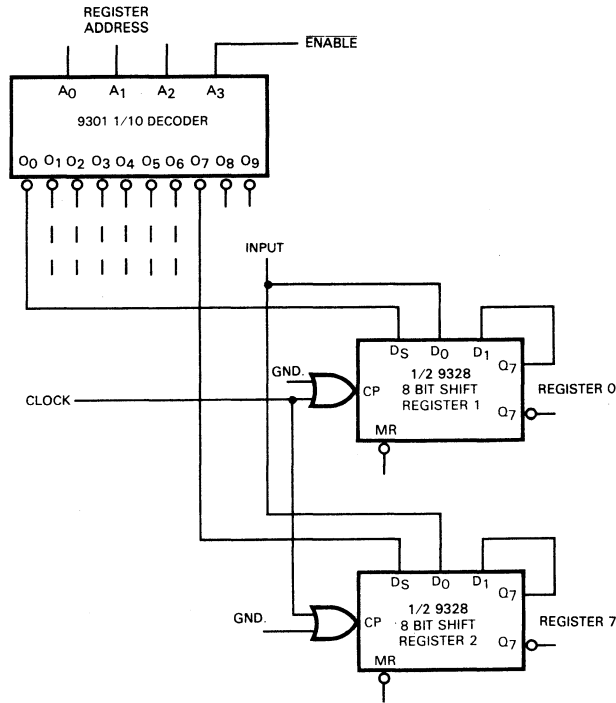 REGISTER
ADDRESS
ENABLE
A0 A1 A2 A3
9301 1/10 DECODER
O0 O1 O2 O3 O4 O5 O6 O7 O8 O9
INPUT
DS D0 D1
Q7
GND.
CP
1/2 9328
8 BIT SHIFT
REGISTER 1
REGISTER 0
CLOCK
Q7
MR
DS D0 D1
Q7
GND.
CP
1/2 9328
8 BIT SHIFT
REGISTER 2
REGISTER 7
Q7
MR